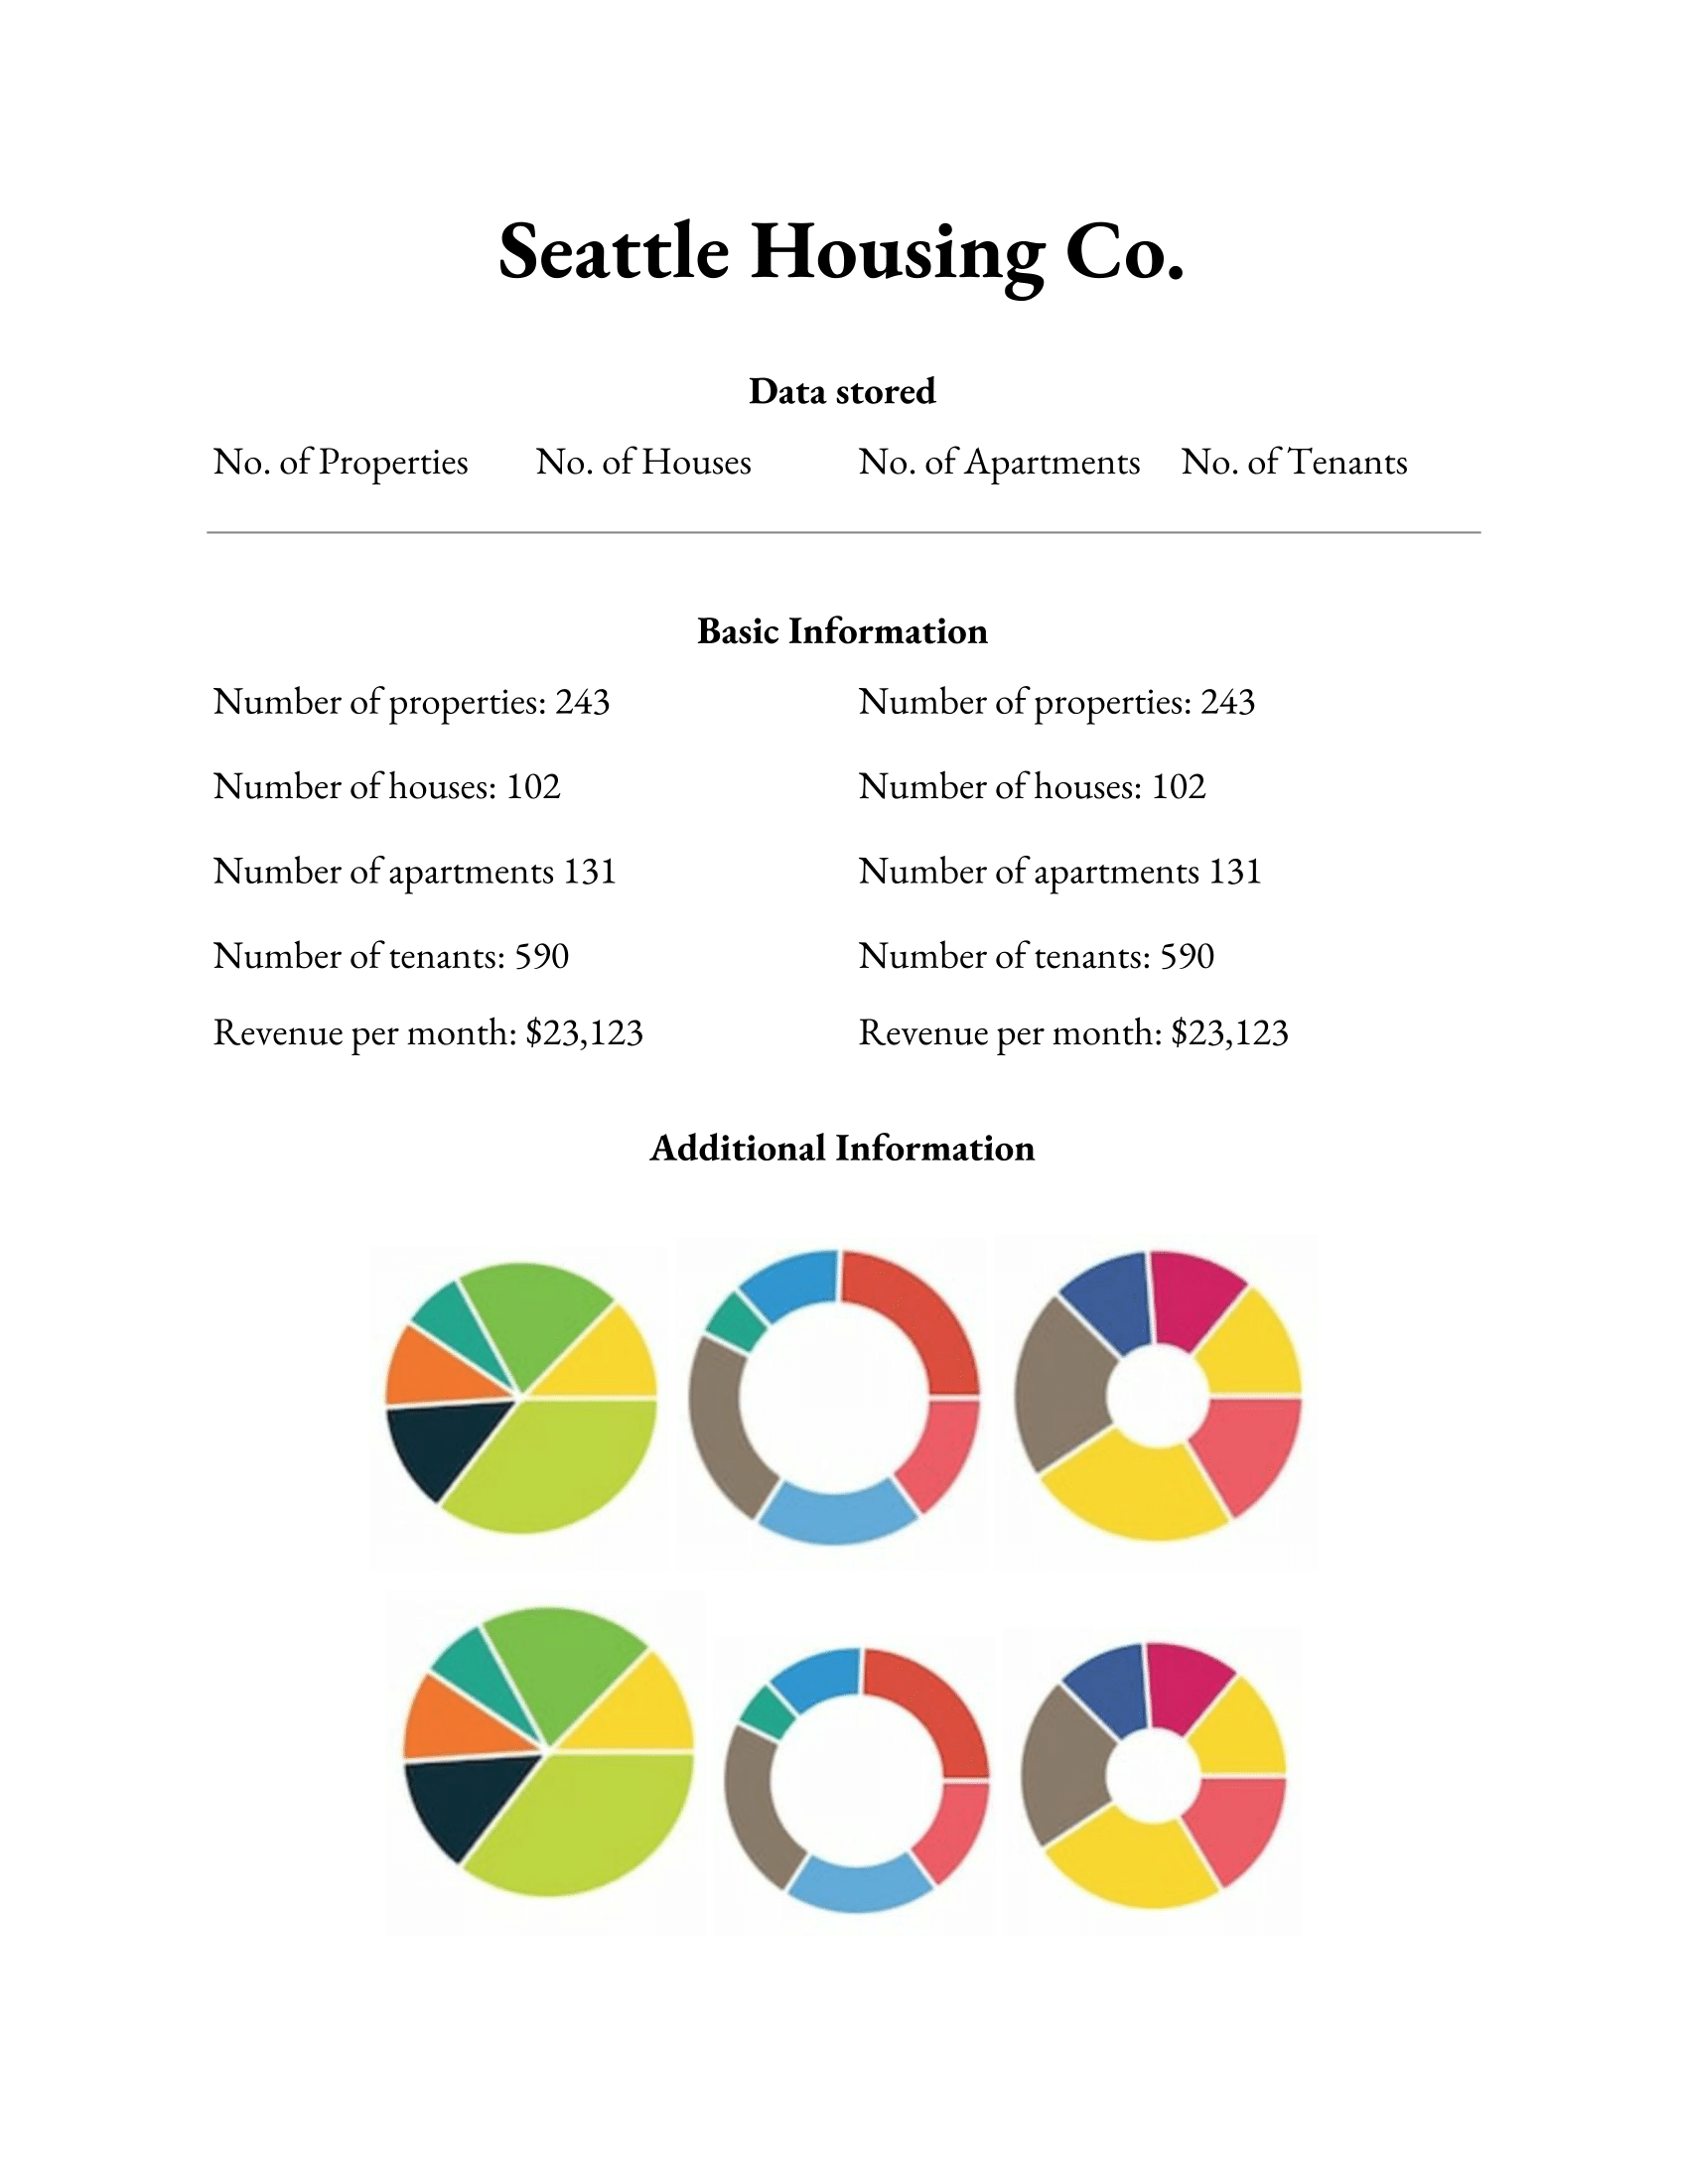 Seattle Housing Co.
Data stored
No. of Properties No. of Houses No. of Apartments No. of Tenants
Basic Information
Number of properties: 243 Number of properties: 243
Number of houses: 102 Number of houses: 102
Number of apartments 131 Number of apartments 131
Number of tenants: 590 Number of tenants: 590
Revenue per month: $23,123 Revenue per month: $23,123
Additional Information